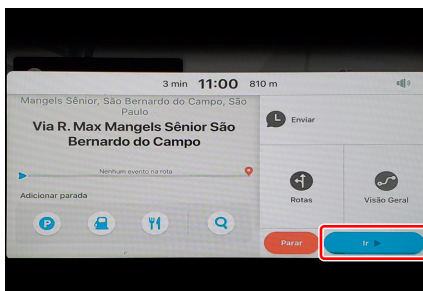 3 min 11:00 810 m
Mangels Sênior, São Bernardo do Campo, São
Paulo
Via R. Max Mangels Sênior São
Bernardo do Campo
Nenhum evento na rota
Adicionar parada
P
Enviar
Rotas
Visão Geral
Parar
Ir